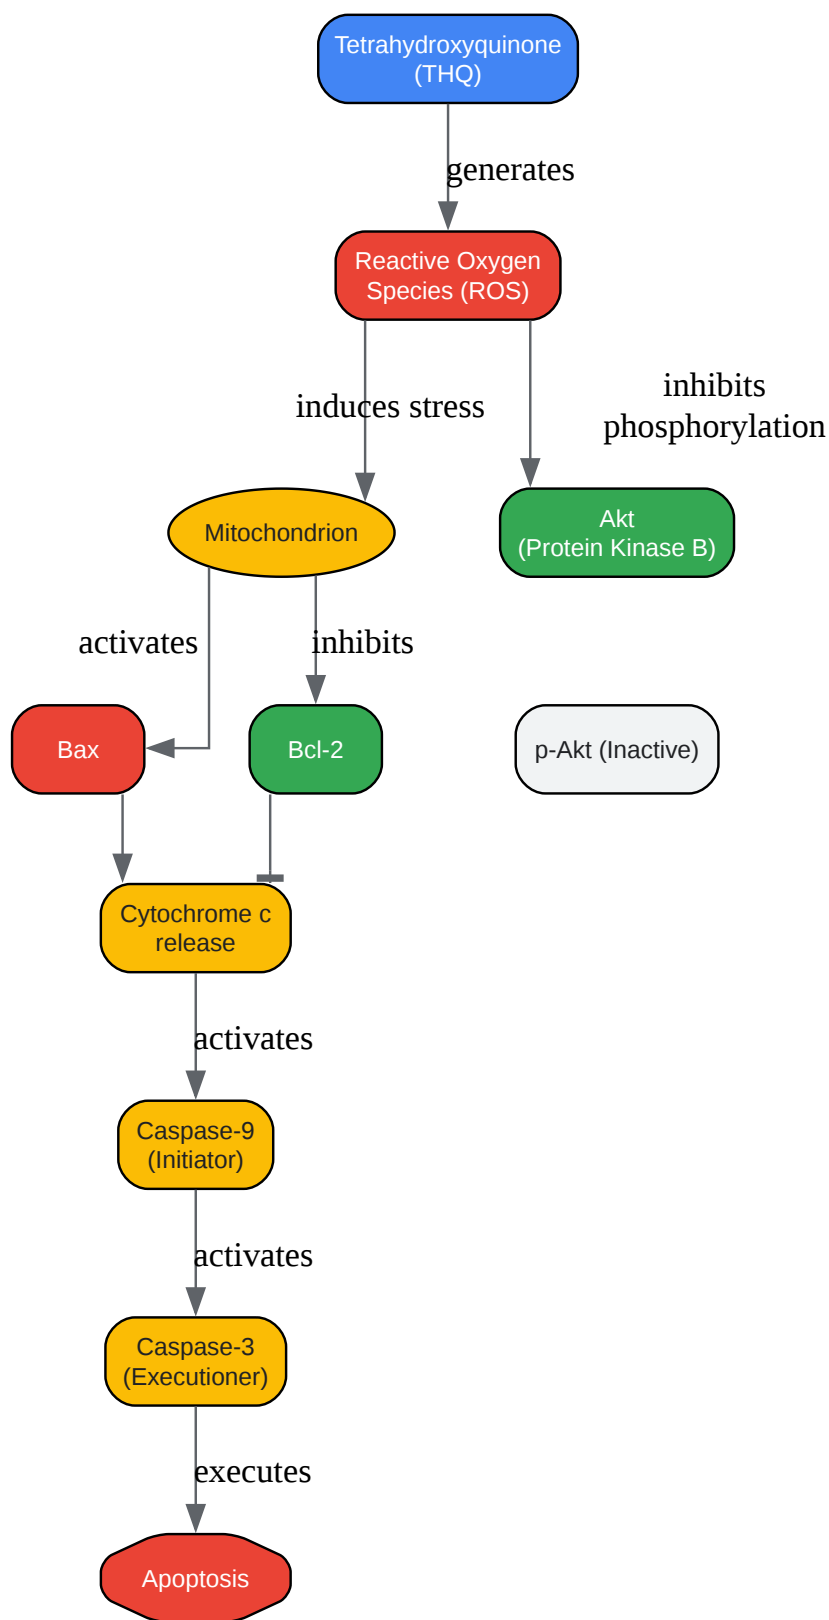 Tetrahydroxyquinone
(THQ)
generates
Reactive Oxygen
Species (ROS)
induces stress
inhibits
phosphorylation
Mitochondrion
Akt
(Protein Kinase B)
activates
inhibits
Bax
Bcl-2
p-Akt (Inactive)
Cytochrome c
release
activates
Caspase-9
(Initiator)
activates
Caspase-3
(Executioner)
executes
Apoptosis